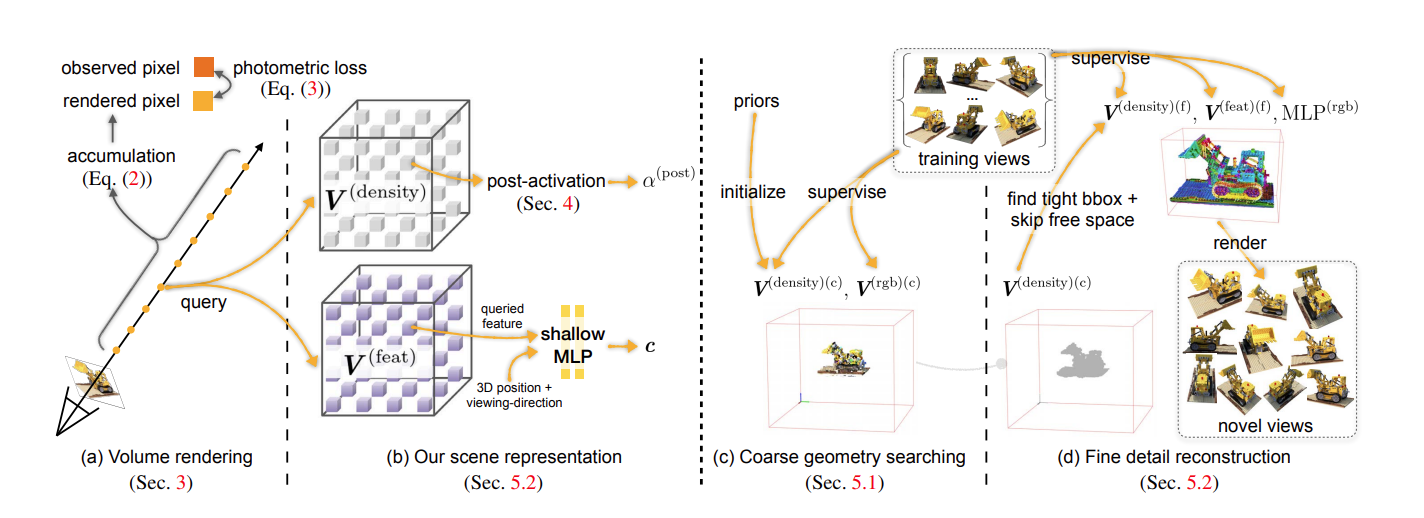 observed pixel
rendered pixel
photometric loss
(Eq. (3))
accumulation
(Eq. (2))
query
(a) Volume rendering
(Sec. 3)
V^(density)
post-activation
(Sec. 4)
α^(post)
V^(feat)
queried
feature
shallow
MLP
c
3D position +
viewing-direction
(b) Our scene representation
(Sec. 5.2)
priors
initialize
supervise
...
training views
V^(density)(c), V^(rgb)(c)
(c) Coarse geometry searching
(Sec. 5.1)
supervise
V^(density)(f), V^(feat)(f), MLP^(rgb)
find tight bbox +
skip free space
render
V^(density)(c)
novel views
(d) Fine detail reconstruction
(Sec. 5.2)